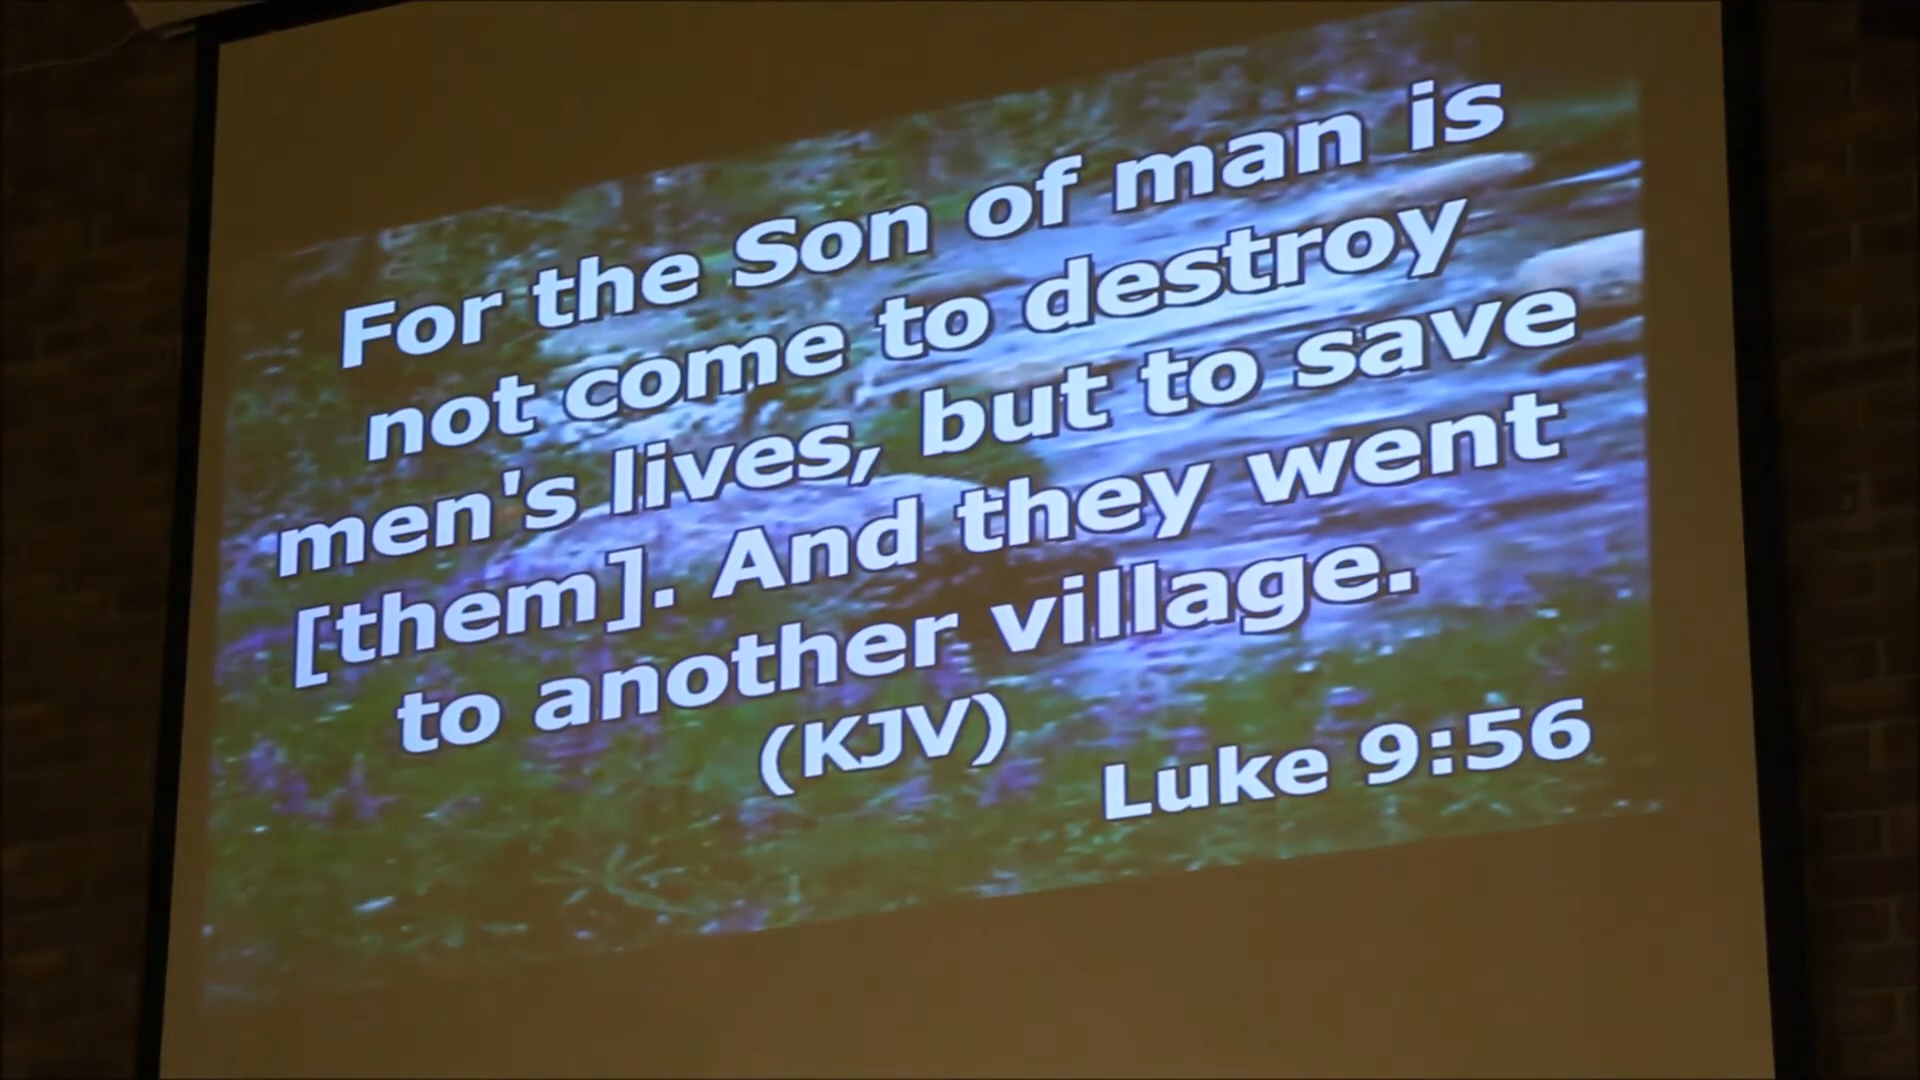 For the Son of man is
not come to destroy
men's lives, but to save
[them]. And they went
to another village.
(KJV)
Luke 9:56